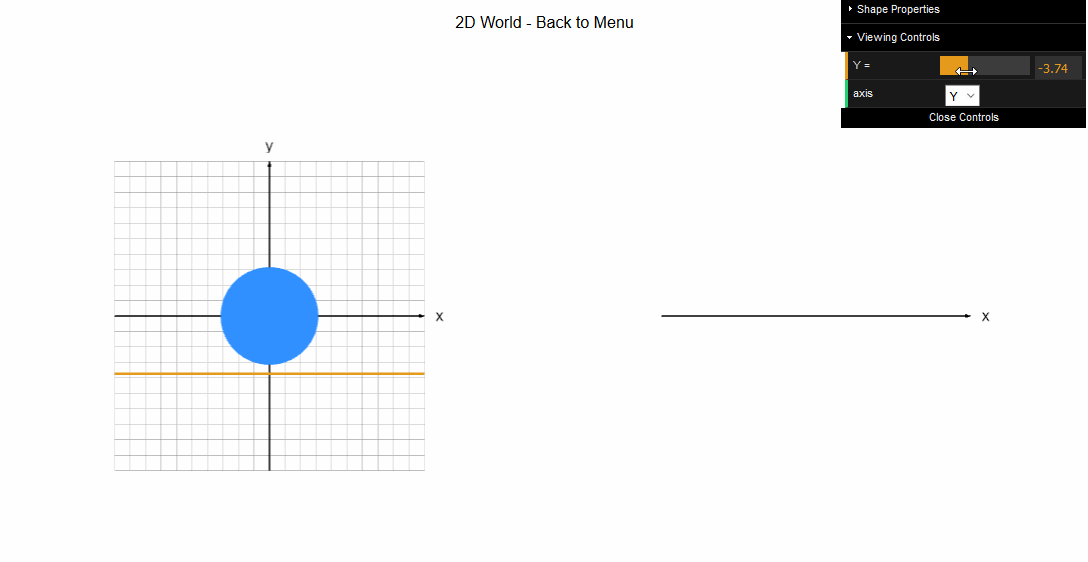 2D World - Back to Menu
Shape Properties
Viewing Controls
Y = -3.74
axis Y
Close Controls
y
x
x